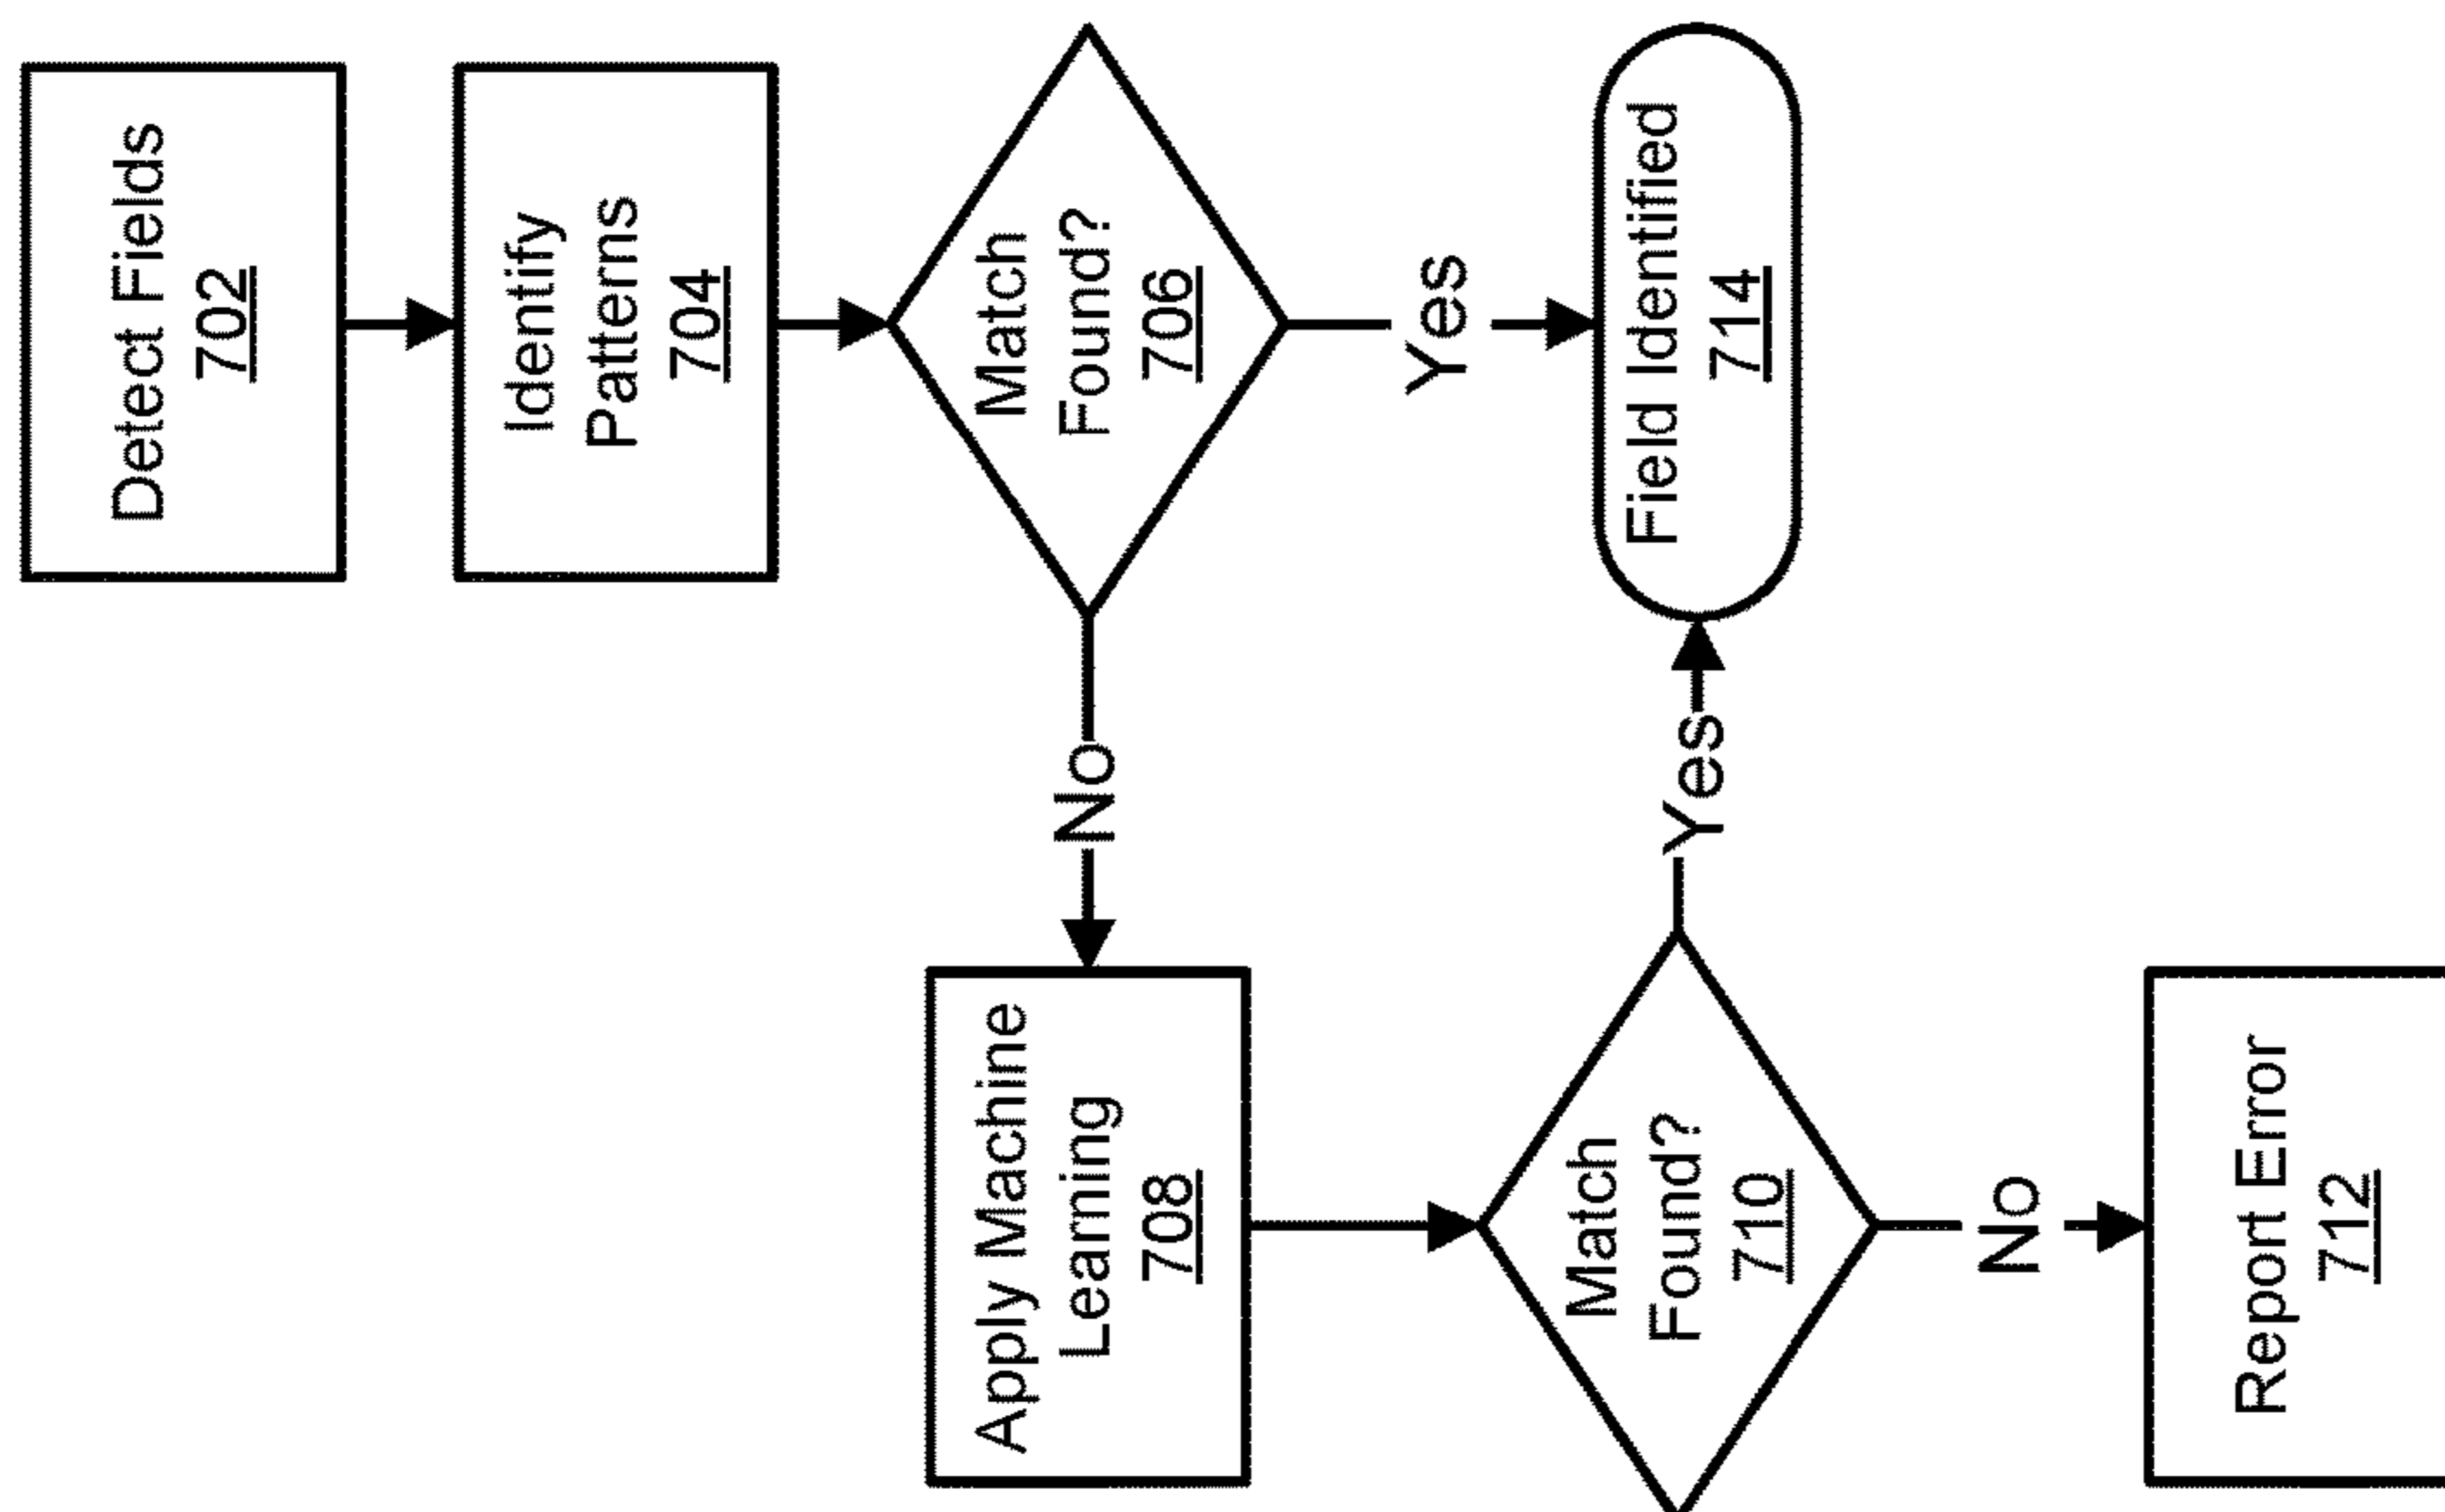 Detect Fields
702
Identify
Patterns
704
Match
Found?
706
No
Yes
Apply Machine
Learning
708
Match
Found?
710
Yes
Field Identified
714
No
Report Error
712